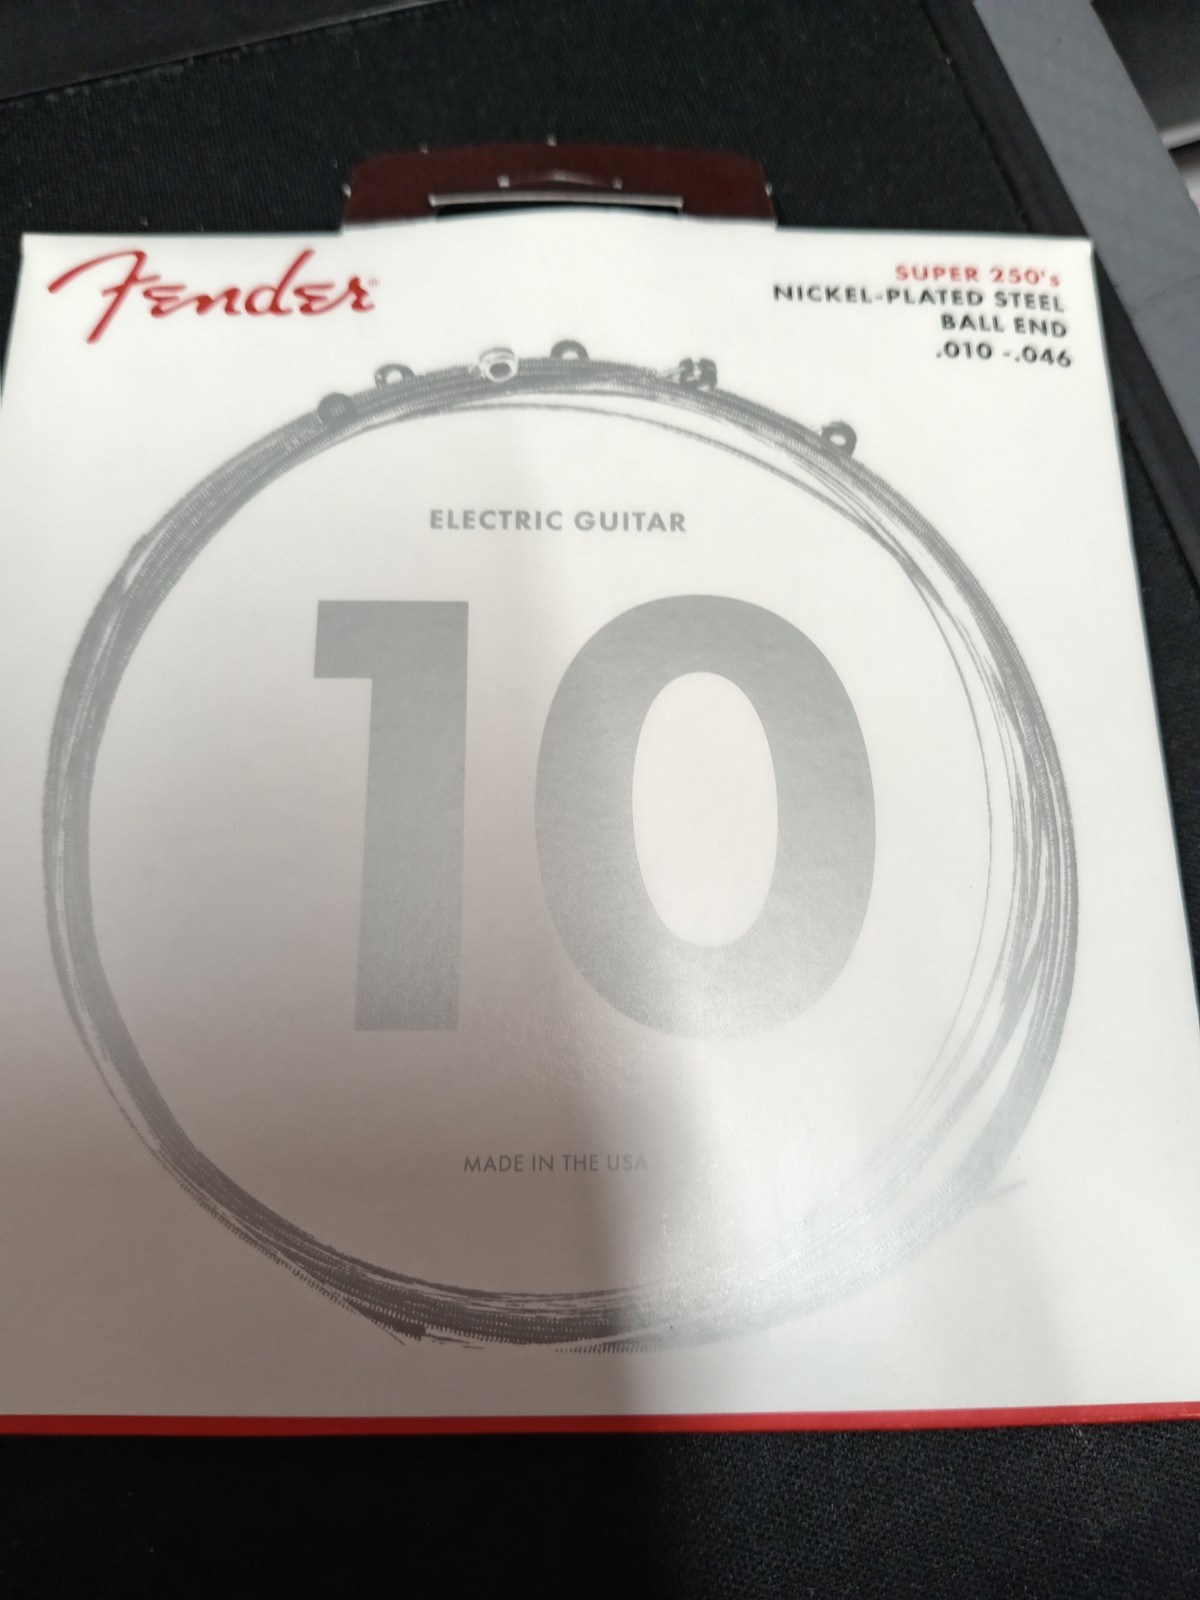 Fender®
SUPER 250's
NICKEL-PLATED STEEL
BALL END
.010 -.046
ELECTRIC GUITAR
10
MADE IN THE USA